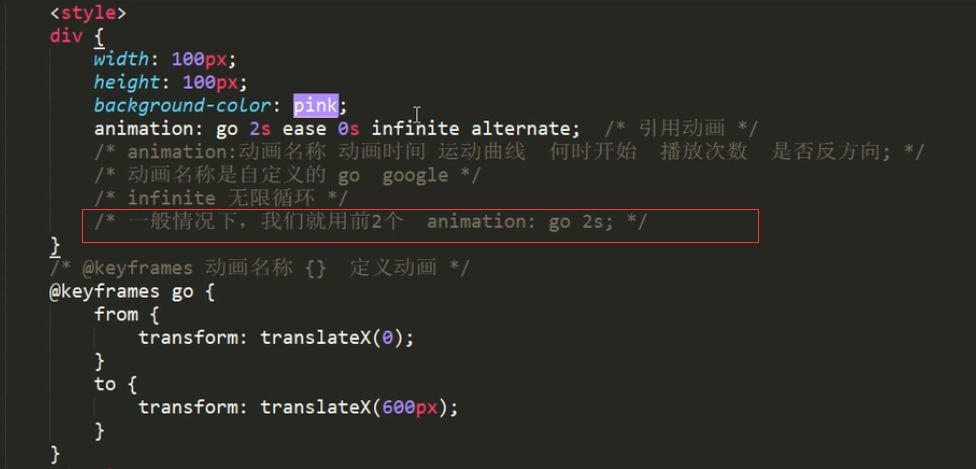 <style>
div {
width: 100px;
height: 100px;
background-color: pink;
animation: go 2s ease 0s infinite alternate;  /* 引用动画 */
/* animation:动画名称 动画时间 运动曲线  何时开始  播放次数  是否反方向; */
/* 动画名称是自定义的 go  google */
/* infinite 无限循环 */
/* 一般情况下，我们就用前2个  animation: go 2s; */
}
/* @keyframes 动画名称 {}  定义动画 */
@keyframes go {
from {
transform: translateX(0);
}
to {
transform: translateX(600px);
}
}